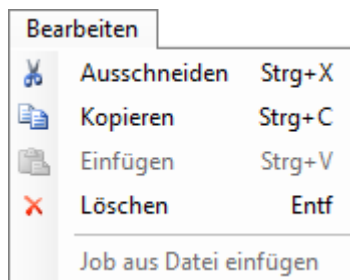 Bearbeiten
Ausschneiden Strg+X
Kopieren Strg+C
Einfügen Strg+V
Löschen Entf
Job aus Datei einfügen